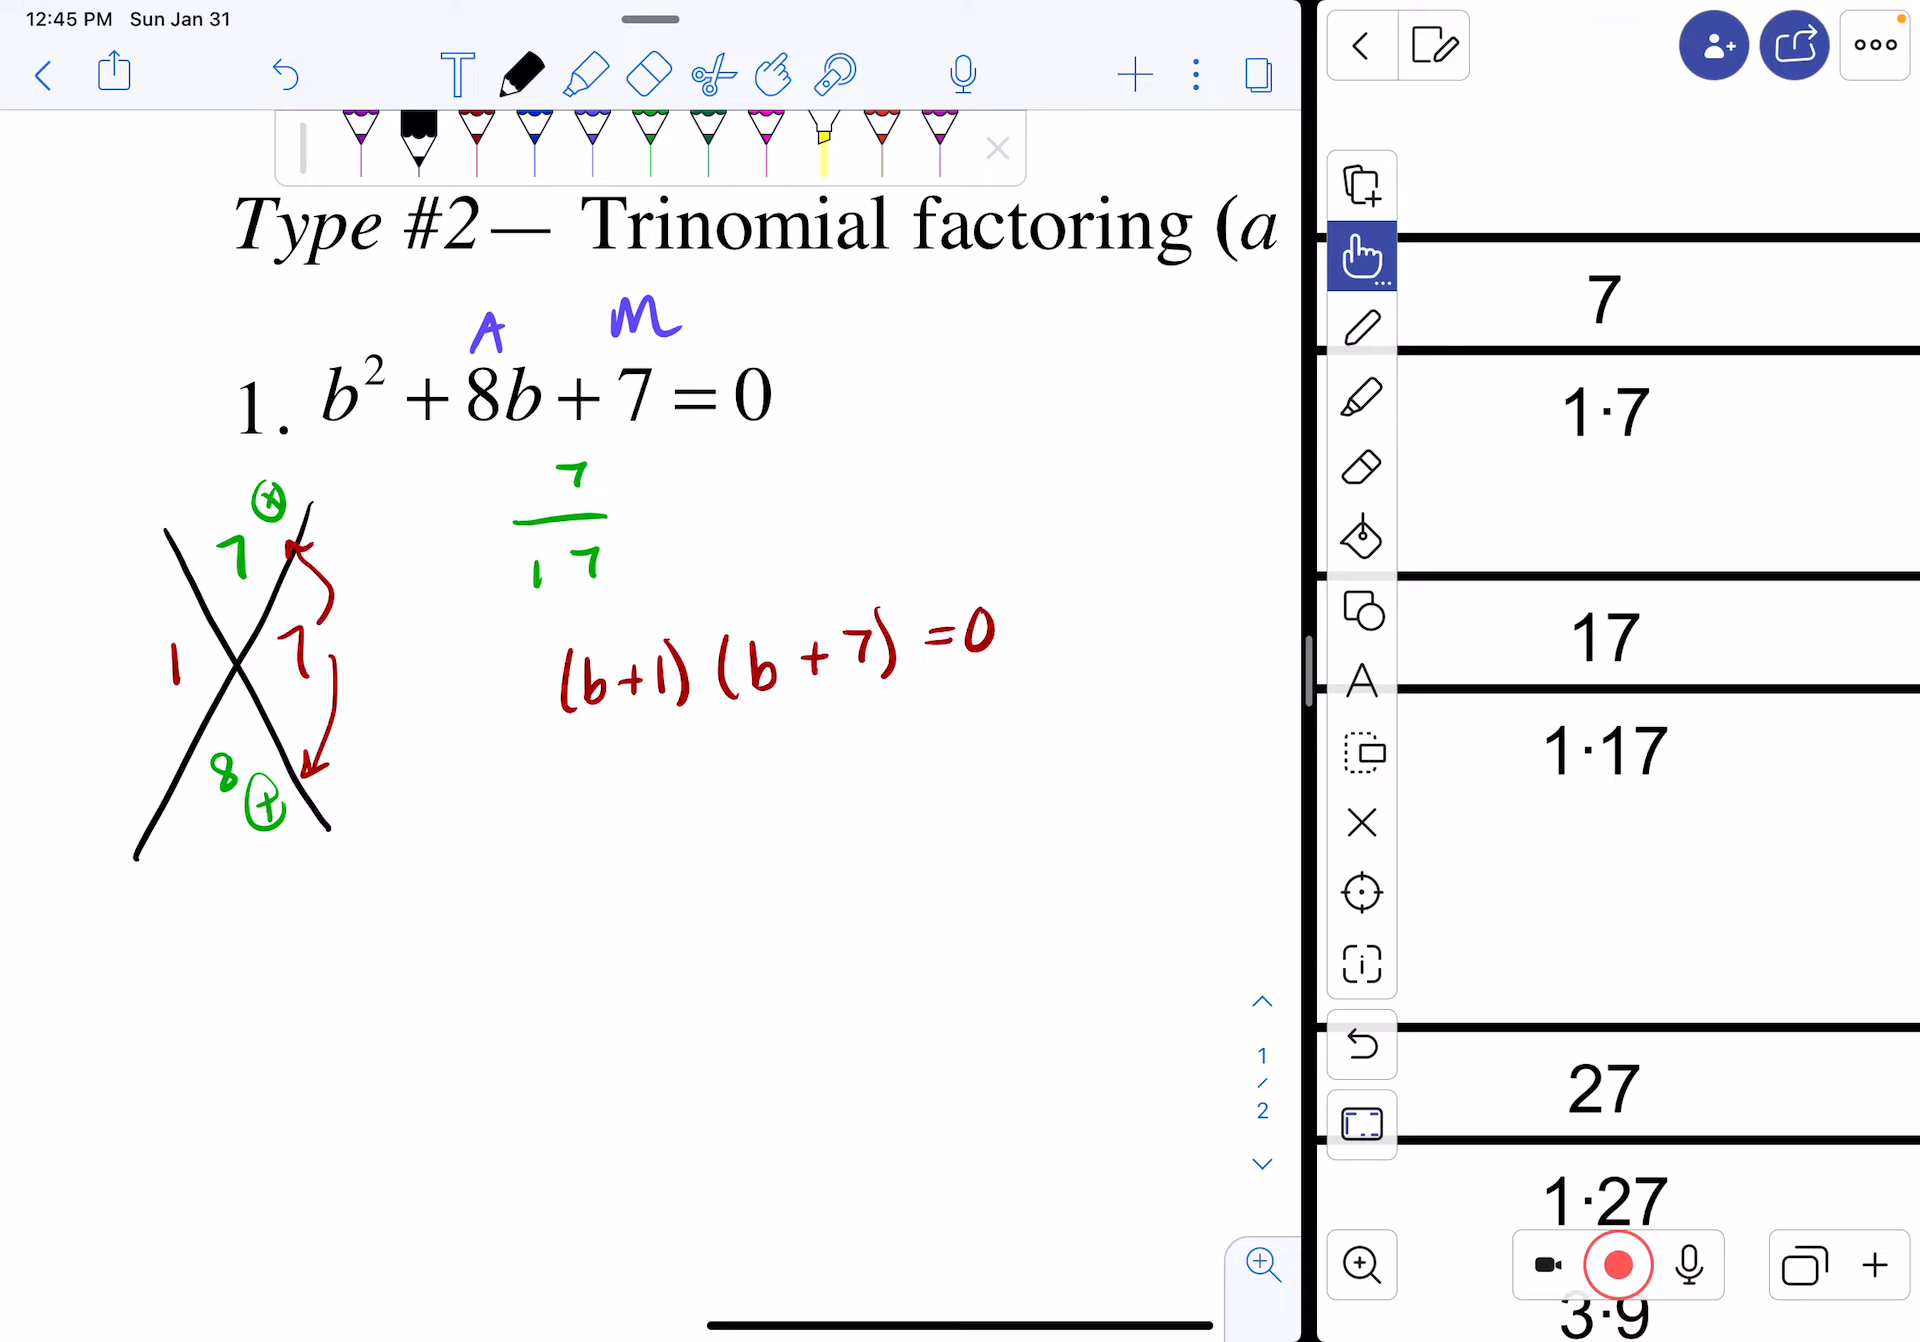 12:45 PM Sun Jan 31
Type #2— Trinomial factoring (a
A M
1. b² + 8b + 7 = 0
7
1 7
x
7
1 7
8 +
(b+1) (b + 7) = 0
1
/
2
7
1·7
17
1·17
27
1·27
3·9